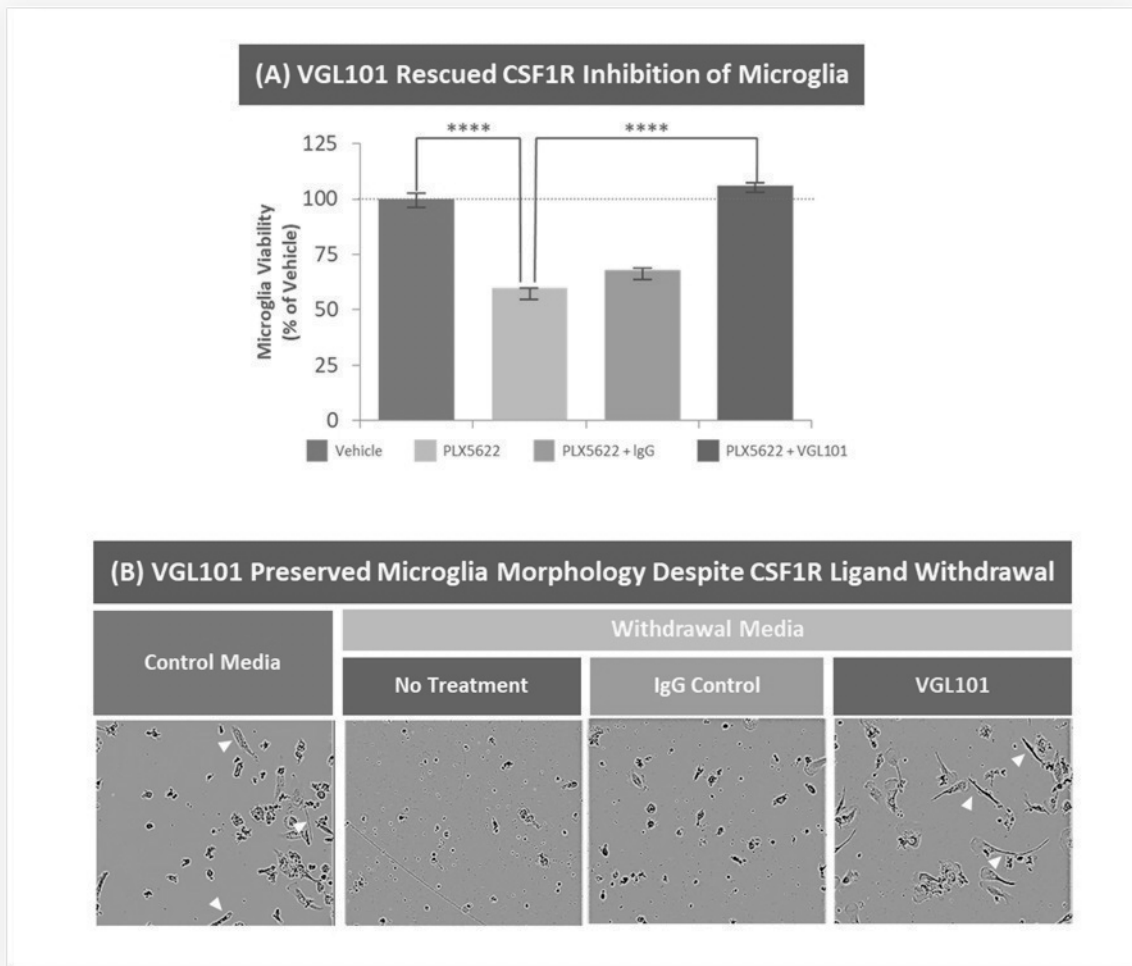 (A) VGL101 Rescued CSF1R Inhibition of Microglia
****
****
125
100
75
50
25
0
Microglia Viability
(% of Vehicle)
Vehicle
PLX5622
PLX5622 + IgG
PLX5622 + VGL101
(B) VGL101 Preserved Microglia Morphology Despite CSF1R Ligand Withdrawal
Control Media
Withdrawal Media
No Treatment
IgG Control
VGL101